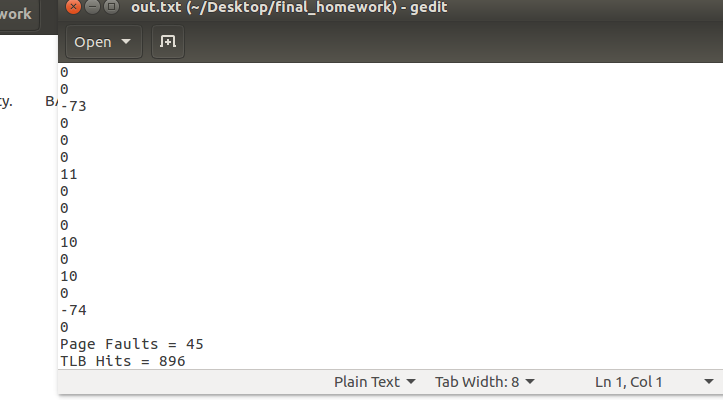 work
out.txt (~/Desktop/final_homework) - gedit
Open
ty.
0
0
-73
0
0
0
11
0
0
0
10
0
10
0
-74
0
Page Faults = 45
TLB Hits = 896
Plain Text Tab Width: 8 Ln 1, Col 1